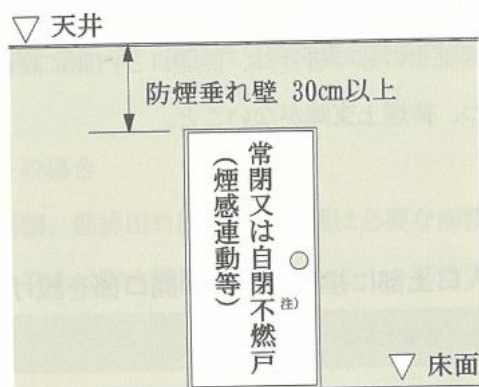 ▽ 天井
防煙垂れ壁 30cm以上
常閉又は自閉不燃戸
注)
(煙感連動等)
▽ 床面